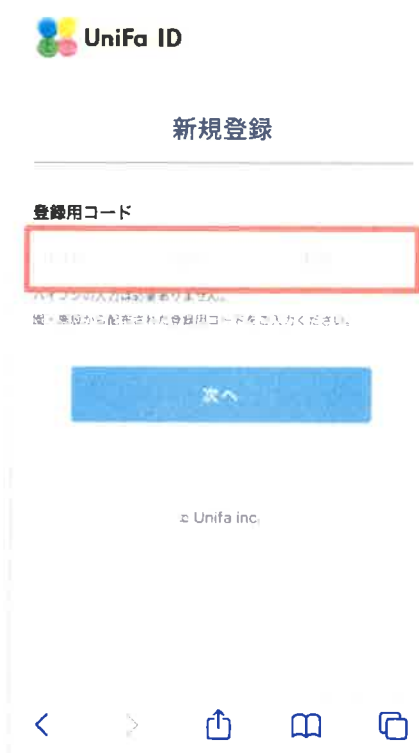 UniFa ID
新規登録
登録用コード
ハイフンの入力は必要ありません。
園・施設から配布された登録用コードをご入力ください。
次へ
© Unifa inc.